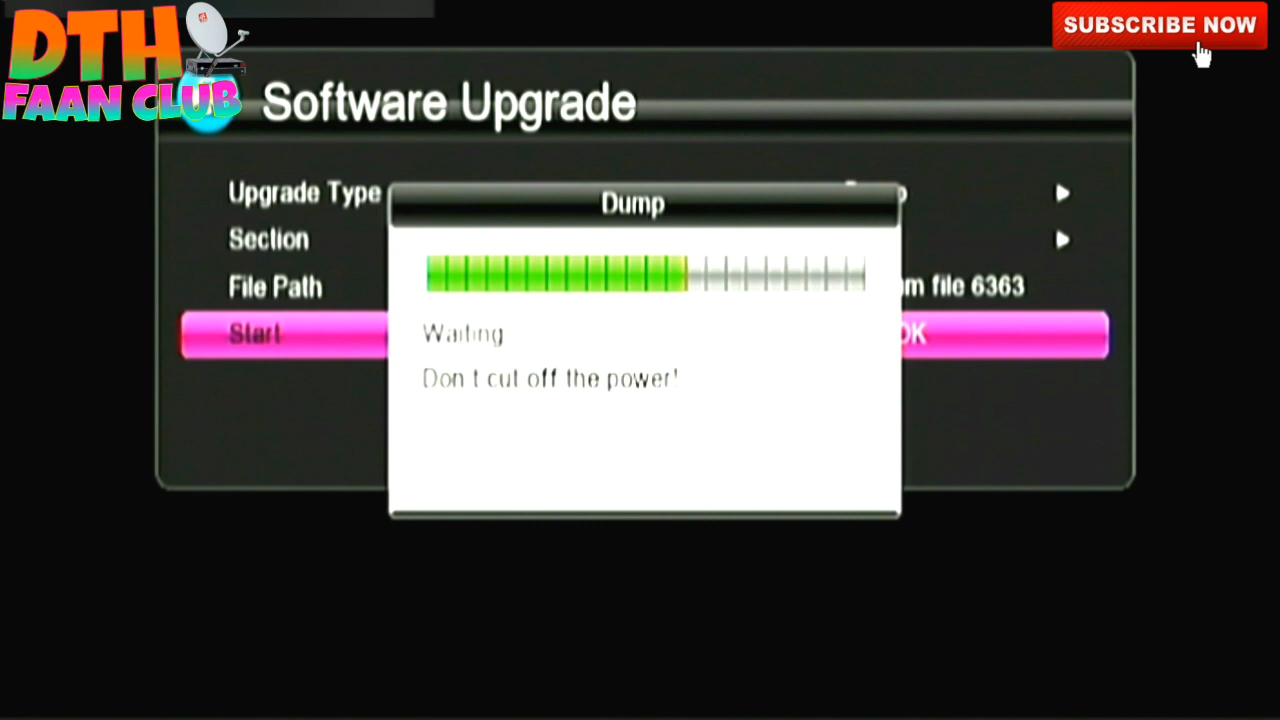 DTH
FAAN CLUB
SUBSCRIBE NOW
Software Upgrade
Upgrade Type
Dump
Section
File Path
m file 6363
Start
OK
Waiting
Don t cut off the power!